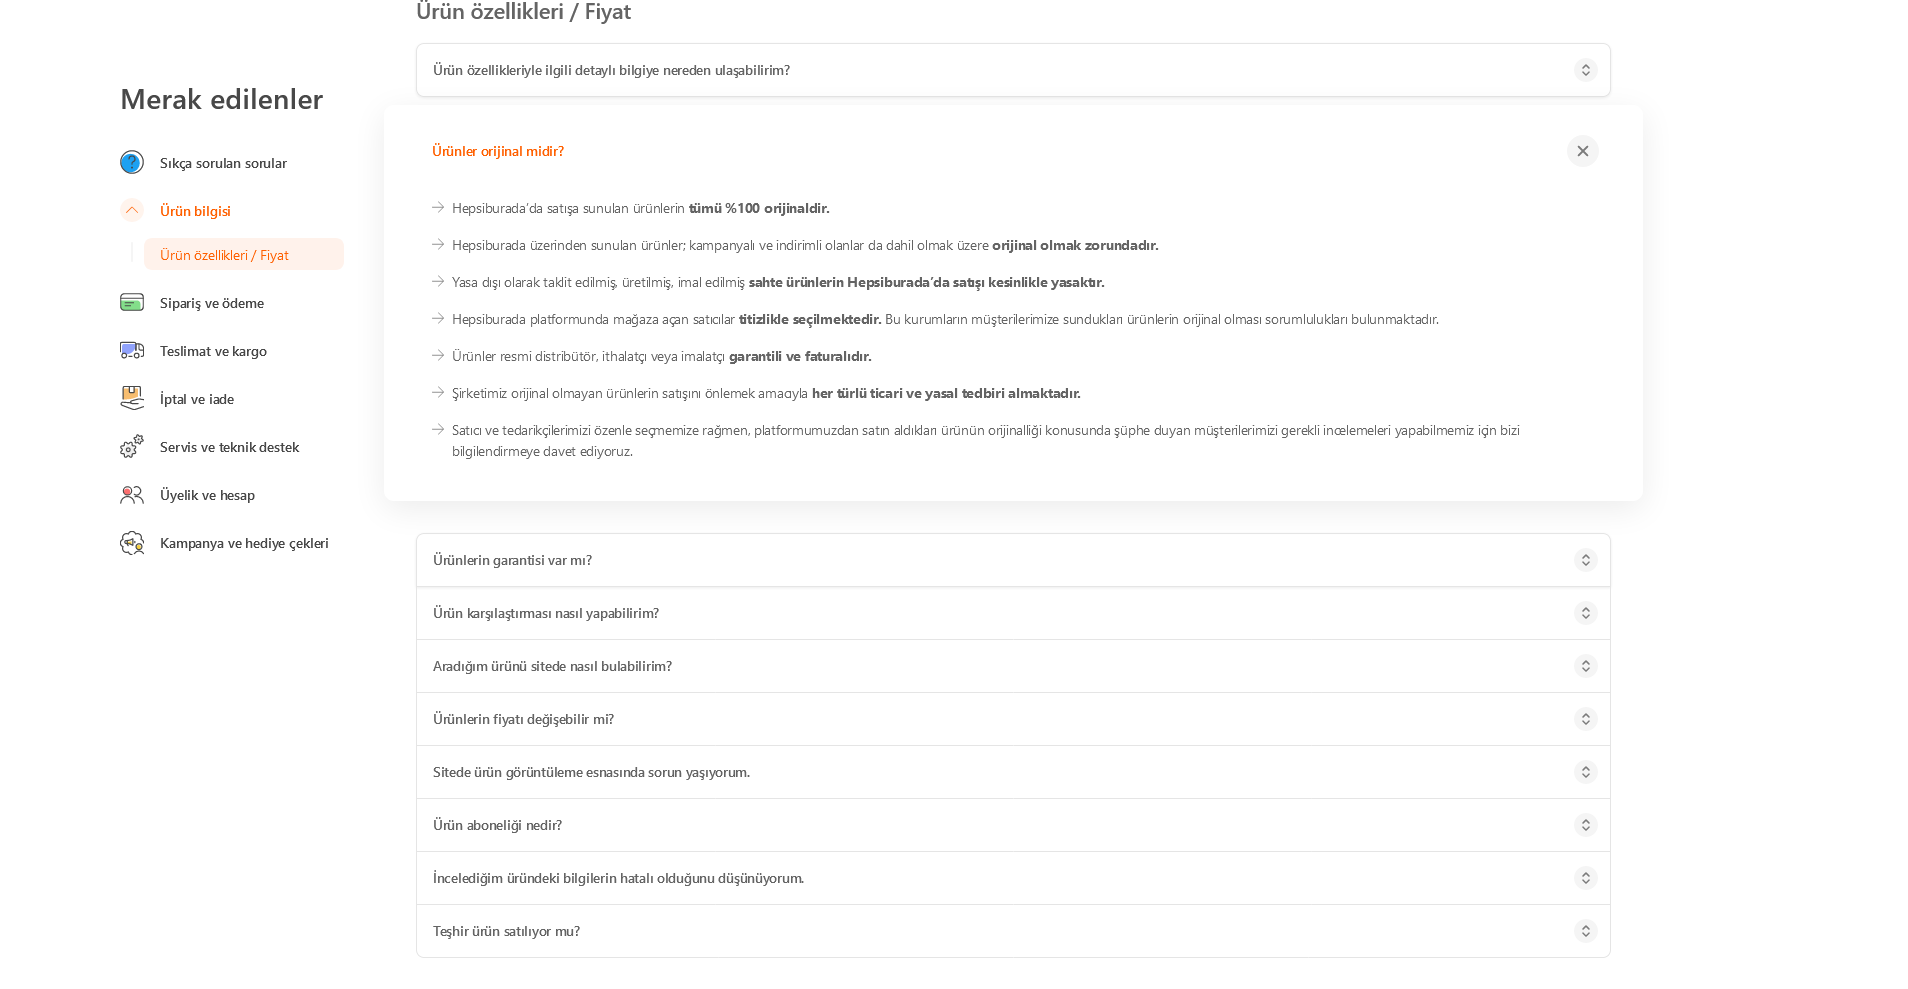 Ürün özellikleri / Fiyat
Ürün özellikleriyle ilgili detaylı bilgiye nereden ulaşabilirim?
Merak edilenler
Sıkça sorulan sorular
Ürün bilgisi
Ürün özellikleri / Fiyat
Sipariş ve ödeme
Teslimat ve kargo
İptal ve iade
Servis ve teknik destek
Üyelik ve hesap
Kampanya ve hediye çekleri
Ürünler orijinal midir?
Hepsiburada’da satışa sunulan ürünlerin tümü %100 orijinaldir.
Hepsiburada üzerinden sunulan ürünler; kampanyalı ve indirimli olanlar da dahil olmak üzere orijinal olmak zorundadır.
Yasa dışı olarak taklit edilmiş, üretilmiş, imal edilmiş sahte ürünlerin Hepsiburada’da satışı kesinlikle yasaktır.
Hepsiburada platformunda mağaza açan satıcılar titizlikle seçilmektedir. Bu kurumların müşterilerimize sundukları ürünlerin orijinal olması sorumlulukları bulunmaktadır.
Ürünler resmi distribütör, ithalatçı veya imalatçı garantili ve faturalıdır.
Şirketimiz orijinal olmayan ürünlerin satışını önlemek amacıyla her türlü ticari ve yasal tedbiri almaktadır.
Satıcı ve tedarikçilerimizi özenle seçmemize rağmen, platformumuzdan satın aldıkları ürünün orijinalliği konusunda şüphe duyan müşterilerimizi gerekli incelemeleri yapabilmemiz için bizi
bilgilendirmeye davet ediyoruz.
Ürünlerin garantisi var mı?
Ürün karşılaştırması nasıl yapabilirim?
Aradığım ürünü sitede nasıl bulabilirim?
Ürünlerin fiyatı değişebilir mi?
Sitede ürün görüntüleme esnasında sorun yaşıyorum.
Ürün aboneliği nedir?
İncelediğim üründeki bilgilerin hatalı olduğunu düşünüyorum.
Teşhir ürün satılıyor mu?